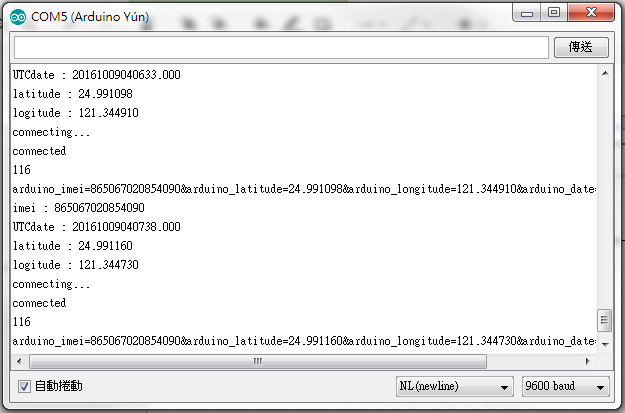 COM5 (Arduino Yún)
傳送
UTCdate : 20161009040633.000
latitude : 24.991098
logitude : 121.344910
connecting...
connected
116
arduino_imei=865067020854090&arduino_latitude=24.991098&arduino_longitude=121.344910&arduino_date=
imei : 865067020854090
UTCdate : 20161009040738.000
latitude : 24.991160
logitude : 121.344730
connecting...
connected
116
arduino_imei=865067020854090&arduino_latitude=24.991160&arduino_longitude=121.344730&arduino_date=
自動捲動
NL(newline)
9600 baud